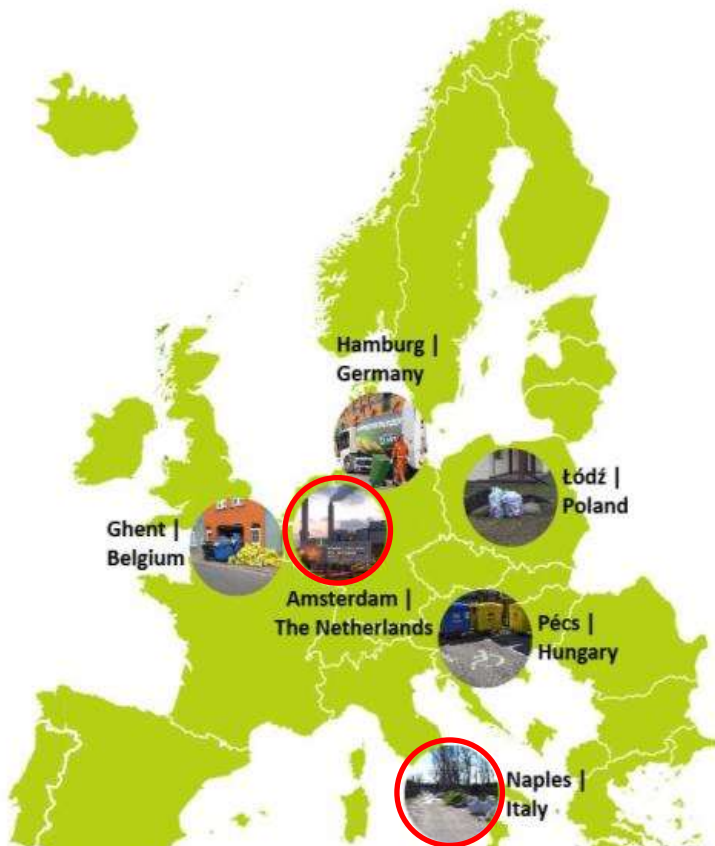 Hamburg |
Germany
Łódź |
Poland
Ghent |
Belgium
Amsterdam |
The Netherlands
Pécs |
Hungary
Naples |
Italy